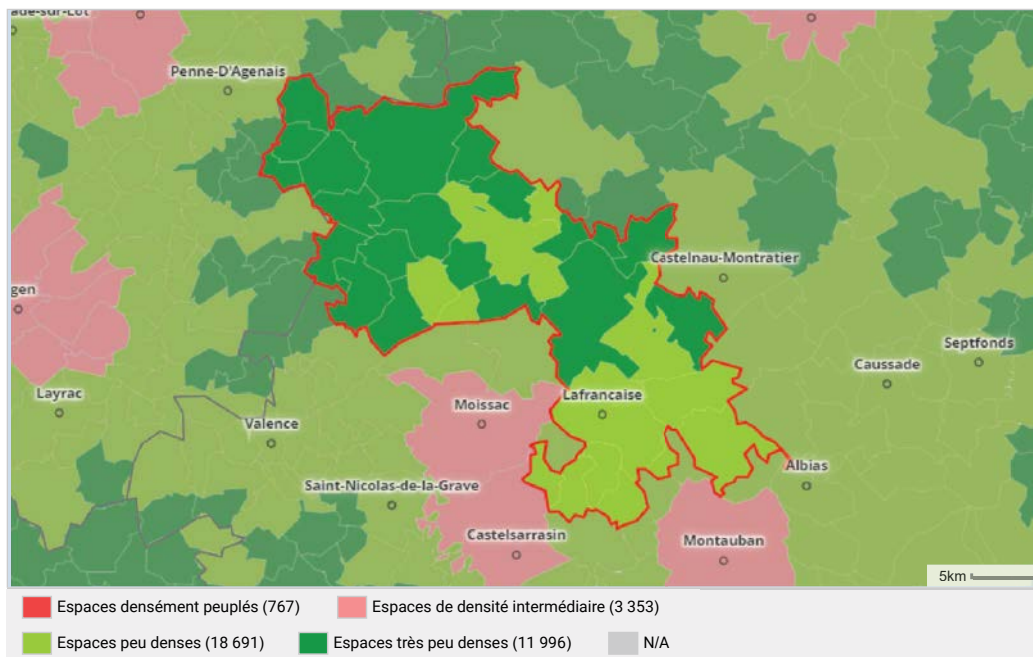 Penne-D'Agenais
Castelnau-Montratier
gen
Septfonds
Caussade
Layrac
Lafrancaise
Moissac
Valence
Albias
Saint-Nicolas-de-la-Grave
Castelsarrasin
Montauban
5km
Espaces densément peuplés (767)
Espaces de densité intermédiaire (3 353)
Espaces peu denses (18 691)
Espaces très peu denses (11 996)
N/A